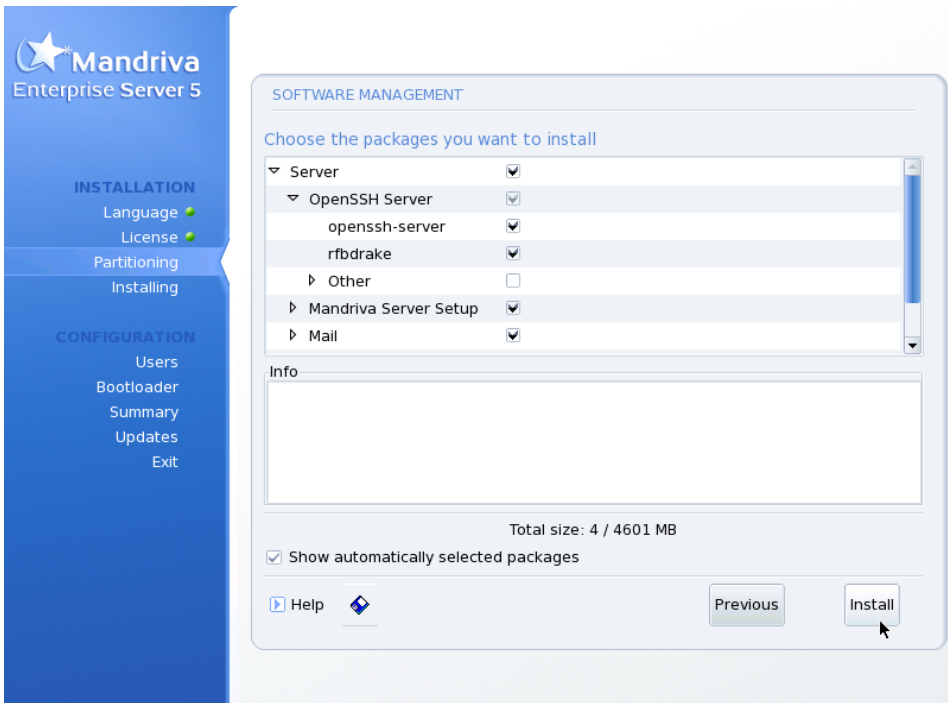 Mandriva
Enterprise Server 5
INSTALLATION
Language
License
Partitioning
Installing
CONFIGURATION
Users
Bootloader
Summary
Updates
Exit
SOFTWARE MANAGEMENT
Choose the packages you want to install
Server
OpenSSH Server
openssh-server
rfbdrake
Other
Mandriva Server Setup
Mail
Info
Total size: 4 / 4601 MB
Show automatically selected packages
Help
Previous
Install